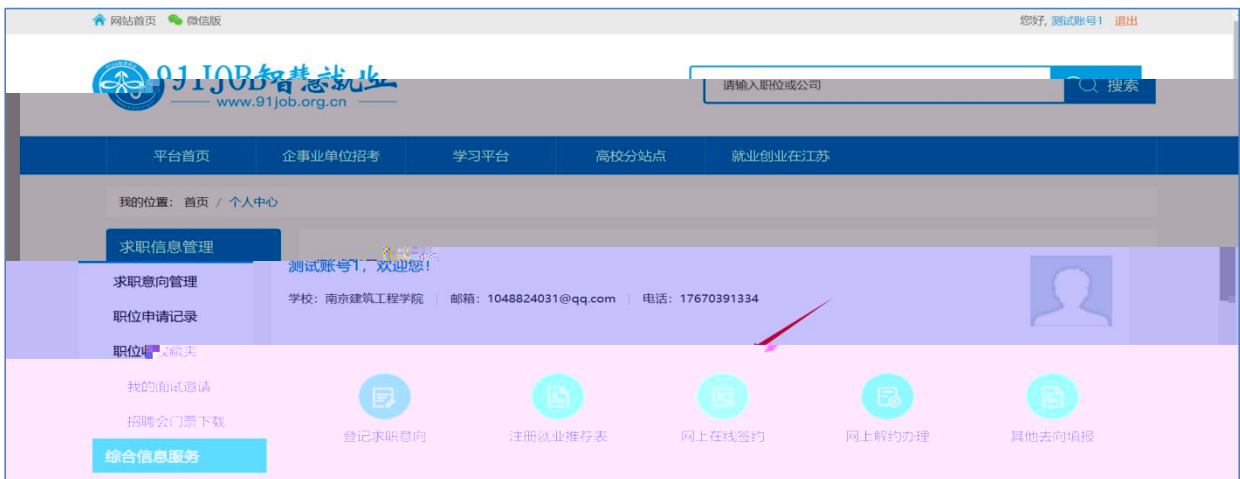 网站首页 微信版 您好, 测试账号1 退出
91JOB智慧就业
www.91job.org.cn
请输入职位或公司 搜索
平台首页 企事业单位招考 学习平台 高校分站点 就业创业在江苏
我的位置: 首页 / 个人中心
求职信息管理
测试账号1, 欢迎您!
求职意向管理
学校: 南京建筑工程学院 邮箱: 1048824031@qq.com 电话: 17670391334
职位申请记录
职位收藏夹
我的面试邀请
招聘会门票下载
登记求职意向 注册就业推荐表 网上在线签约 网上解约办理 其他去向填报
综合信息服务